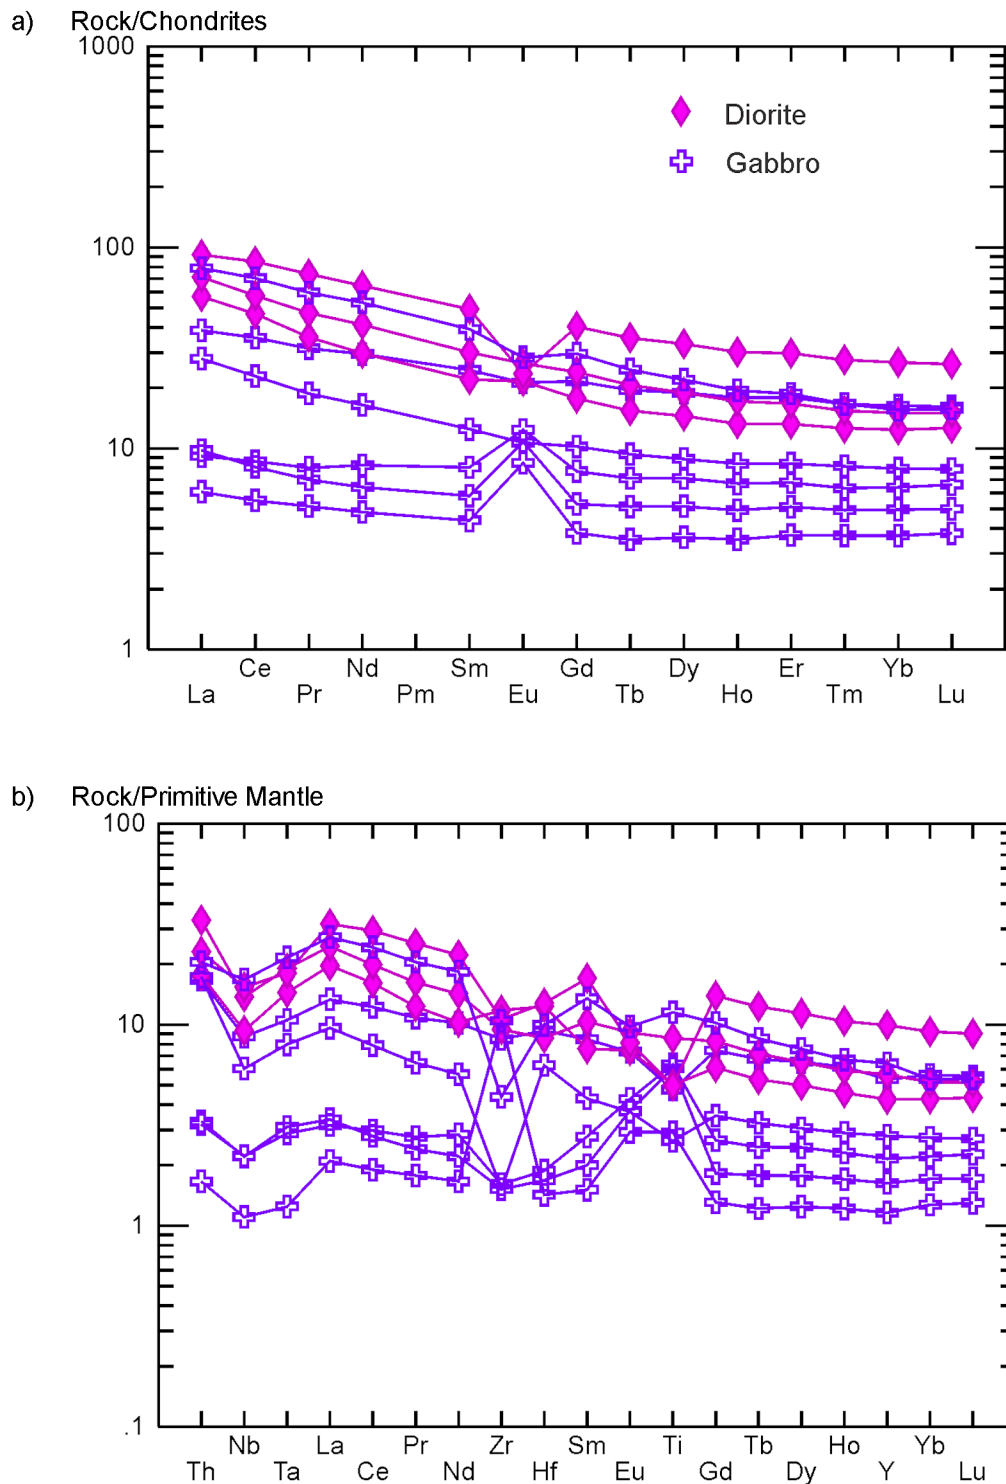 a) Rock/Chondrites
1000
Diorite
Gabbro
100
10
1
Ce Nd Sm Gd Dy Er Yb
La Pr Pm Eu Tb Ho Tm Lu
b) Rock/Primitive Mantle
100
10
1
.1
Nb La Pr Zr Sm Ti Tb Ho Yb
Th Ta Ce Nd Hf Eu Gd Dy Y Lu